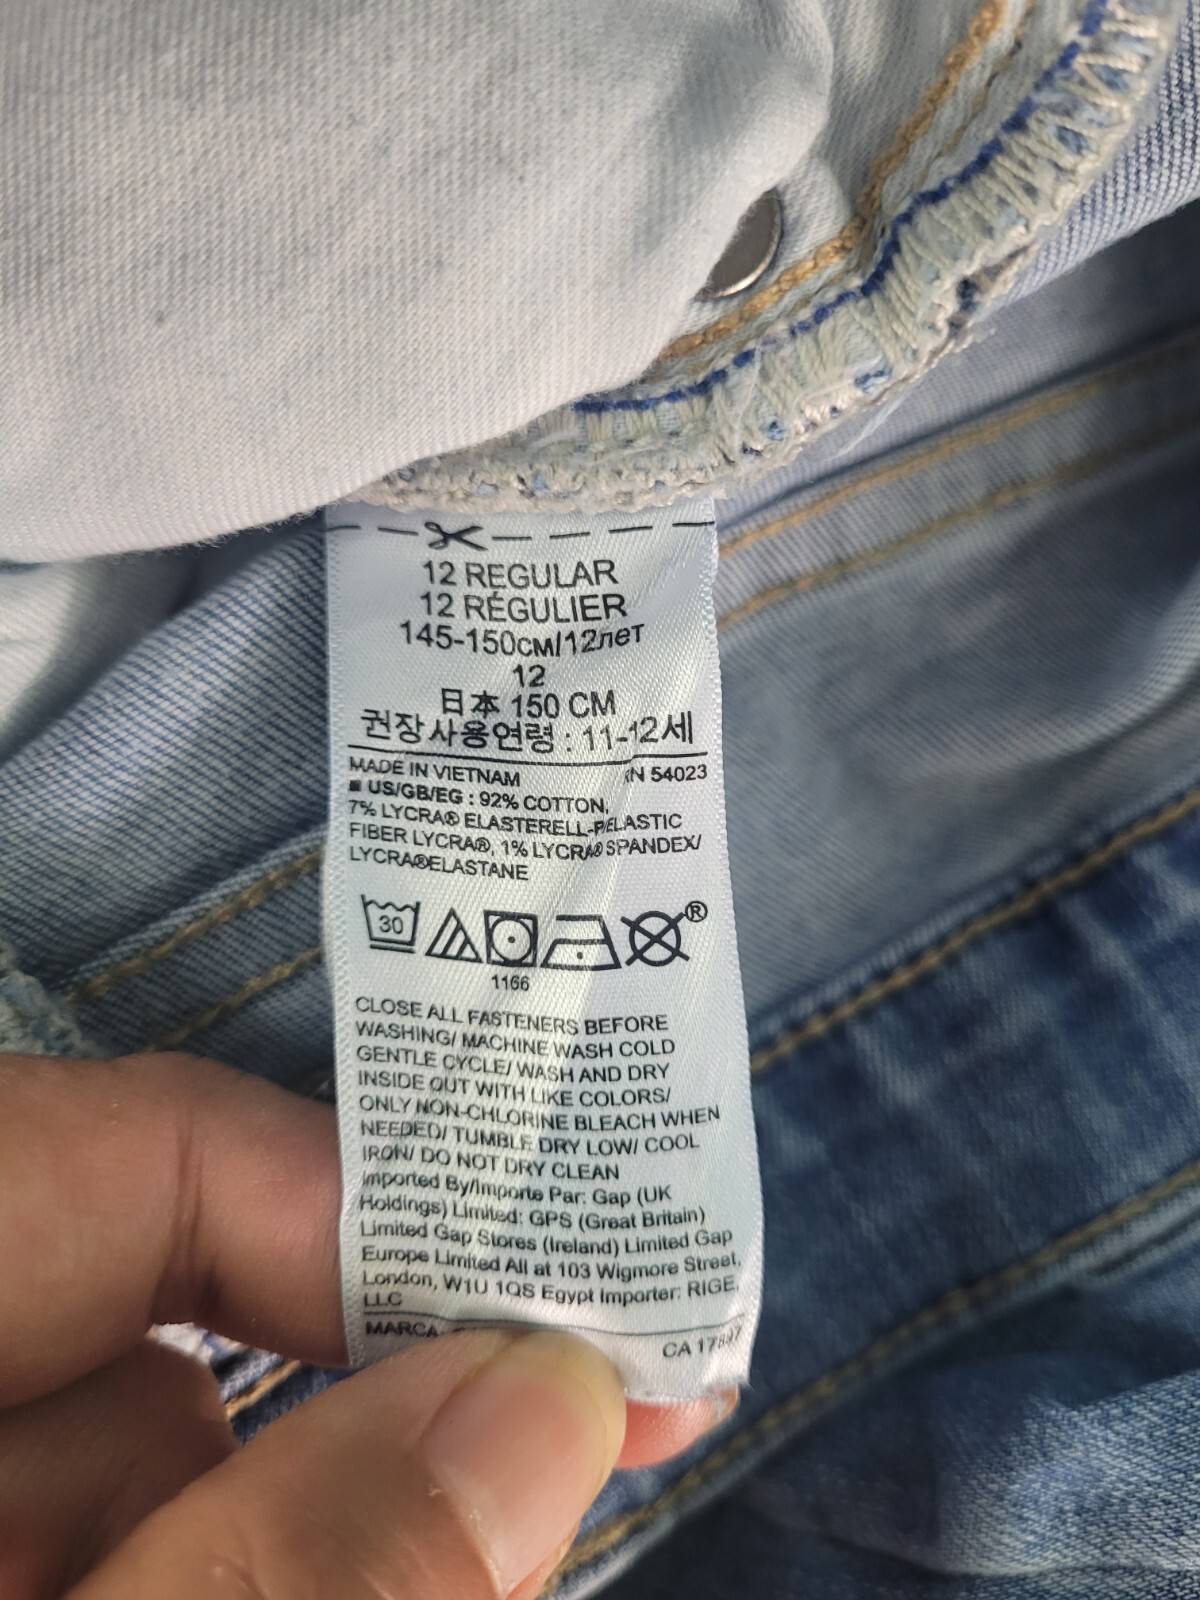 12 REGULAR
12 RÉGULIER
145-150см/12лет
12
日本 150 CM
권장사용연령 : 11-12세
MADE IN VIETNAM RN 54023
■ US/GB/EG : 92% COTTON,
7% LYCRA® ELASTERELL-P/ELASTIC
FIBER LYCRA®, 1% LYCRA® SPANDEX/
LYCRA®ELASTANE
30 ®
1166
CLOSE ALL FASTENERS BEFORE
WASHING/ MACHINE WASH COLD
GENTLE CYCLE/ WASH AND DRY
INSIDE OUT WITH LIKE COLORS/
ONLY NON-CHLORINE BLEACH WHEN
NEEDED/ TUMBLE DRY LOW/ COOL
IRON/ DO NOT DRY CLEAN
Imported By/Importe Par: Gap (UK
Holdings) Limited: GPS (Great Britain)
Limited Gap Stores (Ireland) Limited Gap
Europe Limited All at 103 Wigmore Street,
London, W1U 1QS Egypt Importer: RIGE,
LLC
MARCA CA